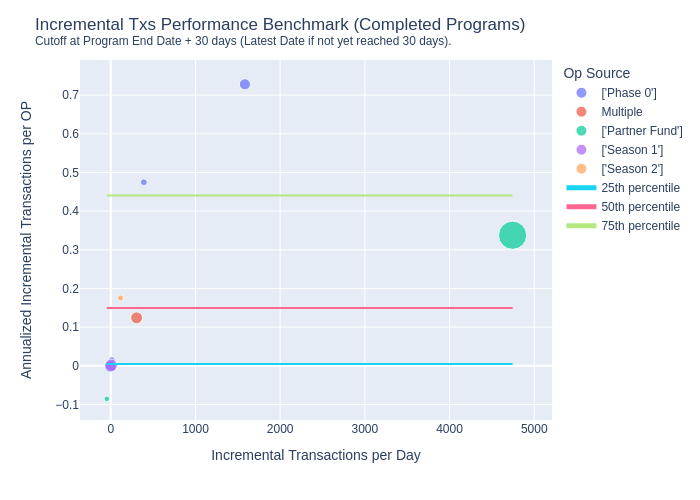 Incremental Txs Performance Benchmark (Completed Programs)
Cutoff at Program End Date + 30 days (Latest Date if not yet reached 30 days).
Op Source
['Phase 0']
Multiple
['Partner Fund']
['Season 1']
['Season 2']
25th percentile
50th percentile
75th percentile
Annualized Incremental Transactions per OP
0.7
0.6
0.5
0.4
0.3
0.2
0.1
0
−0.1
0
1000
2000
3000
4000
5000
Incremental Transactions per Day